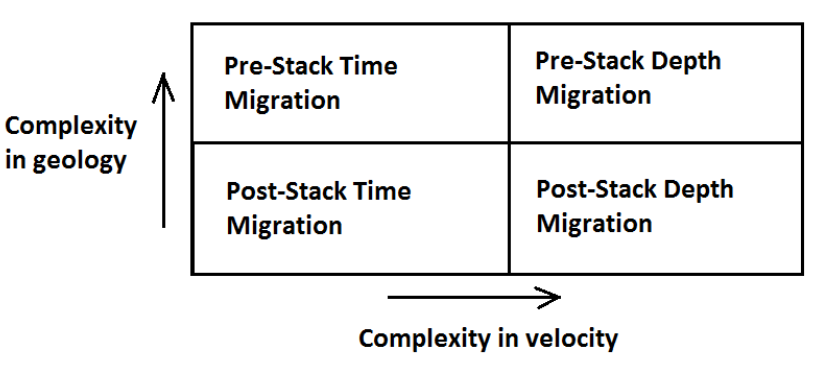 Pre-Stack Time
Migration
Pre-Stack Depth
Migration
Complexity
in geology
Post-Stack Time
Migration
Post-Stack Depth
Migration
Complexity in velocity